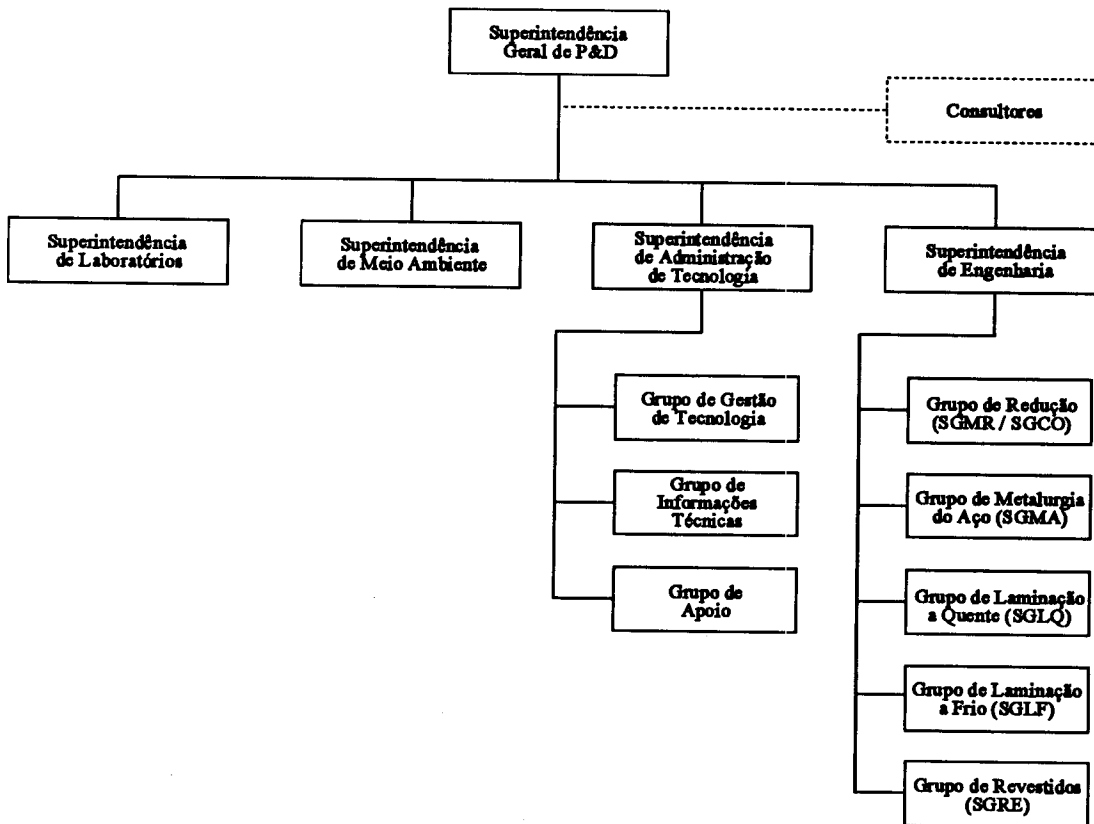 Superintendência
Geral de P&D
Consultores
Superintendência
de Laboratórios
Superintendência
de Meio Ambiente
Superintendência
de Administração
de Tecnologia
Superintendência
de Engenharia
Grupo de Gestão
de Tecnologia
Grupo de
Informações
Técnicas
Grupo de
Apoio
Grupo de Redução
(SGMR / SGCO)
Grupo de Metalurgia
do Aço (SGMA)
Grupo de Laminação
a Quente (SGLQ)
Grupo de Laminação
a Frio (SGLF)
Grupo de Revestidos
(SGRE)